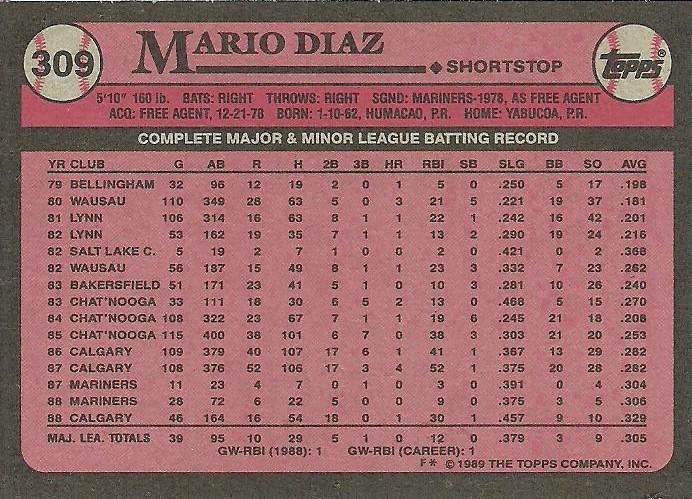 309 MARIO DIAZ TOPPS
SHORTSTOP
5'10" 160 lb. BATS: RIGHT THROWS: RIGHT SGND: MARINERS-1978, AS FREE AGENT
ACQ: FREE AGENT, 12-21-78 BORN: 1-10-62, HUMACAO, P.R. HOME: YABUCOA, P.R.
COMPLETE MAJOR & MINOR LEAGUE BATTING RECORD
YR CLUB G AB R H 2B 3B HR RBI SB SLG BB SO AVG
79 BELLINGHAM 32 96 12 19 2 0 1 5 0 .250 5 17 .198
80 WAUSAU 110 349 28 63 5 0 3 21 5 .221 19 37 .181
81 LYNN 106 314 16 63 8 1 1 22 1 .242 16 42 .201
82 LYNN 53 162 19 35 7 1 1 13 2 .290 19 24 .216
82 SALT LAKE C. 5 19 2 7 1 0 0 2 0 .421 0 2 .368
82 WAUSAU 56 187 15 49 8 1 1 23 3 .332 7 23 .262
83 BAKERSFIELD 51 171 23 41 5 1 0 10 3 .281 10 26 .240
83 CHAT'NOOGA 33 111 18 30 6 5 2 13 0 .468 5 15 .270
84 CHAT'NOOGA 108 322 23 67 7 1 1 19 6 .245 21 18 .208
85 CHAT'NOOGA 115 400 38 101 6 7 0 38 3 .303 21 20 .253
86 CALGARY 109 379 40 107 17 6 1 41 1 .367 13 29 .282
87 CALGARY 108 376 52 106 17 3 4 52 1 .375 20 28 .282
87 MARINERS 11 23 4 7 0 1 0 3 0 .391 0 4 .304
88 MARINERS 28 72 6 22 5 0 0 9 0 .375 3 5 .306
88 CALGARY 46 164 16 54 18 0 1 30 1 .457 9 10 .329
MAJ. LEA. TOTALS 39 95 10 29 5 1 0 12 0 .379 3 9 .305
GW-RBI (1988): 1 GW-RBI (CAREER): 1
F* © 1989 THE TOPPS COMPANY, INC.